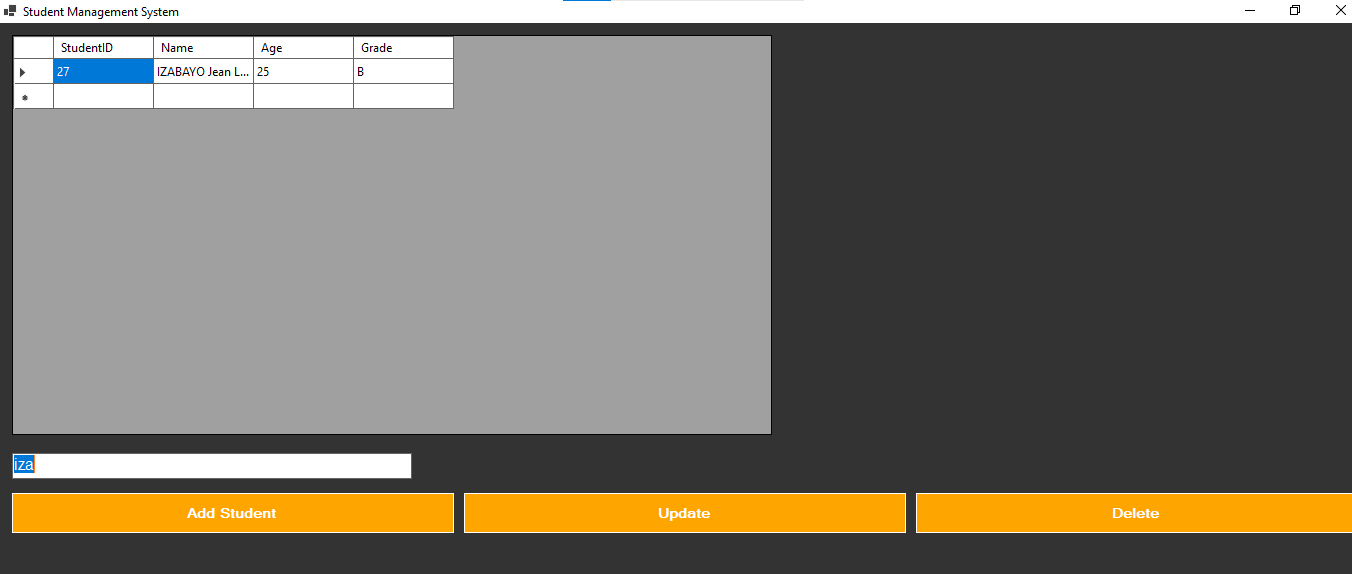 Student Management System
StudentID Name Age Grade
27 IZABAYO Jean L... 25 B
iza
Add Student Update Delete